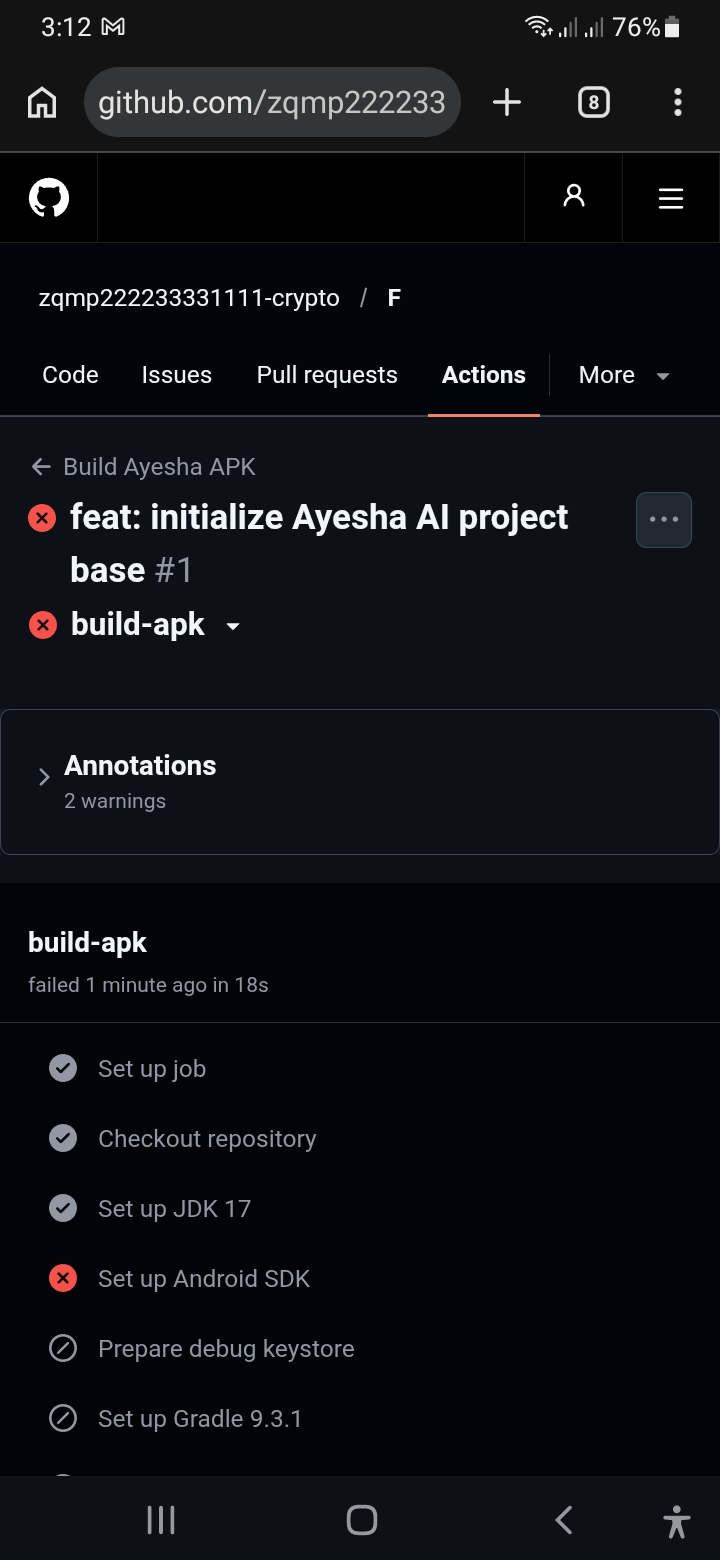 3:12
76%
github.com/zqmp222233
8
zqmp222233331111-crypto / F
Code Issues Pull requests Actions More
Build Ayesha APK
feat: initialize Ayesha AI project
base #1
build-apk
Annotations
2 warnings
build-apk
failed 1 minute ago in 18s
Set up job
Checkout repository
Set up JDK 17
Set up Android SDK
Prepare debug keystore
Set up Gradle 9.3.1